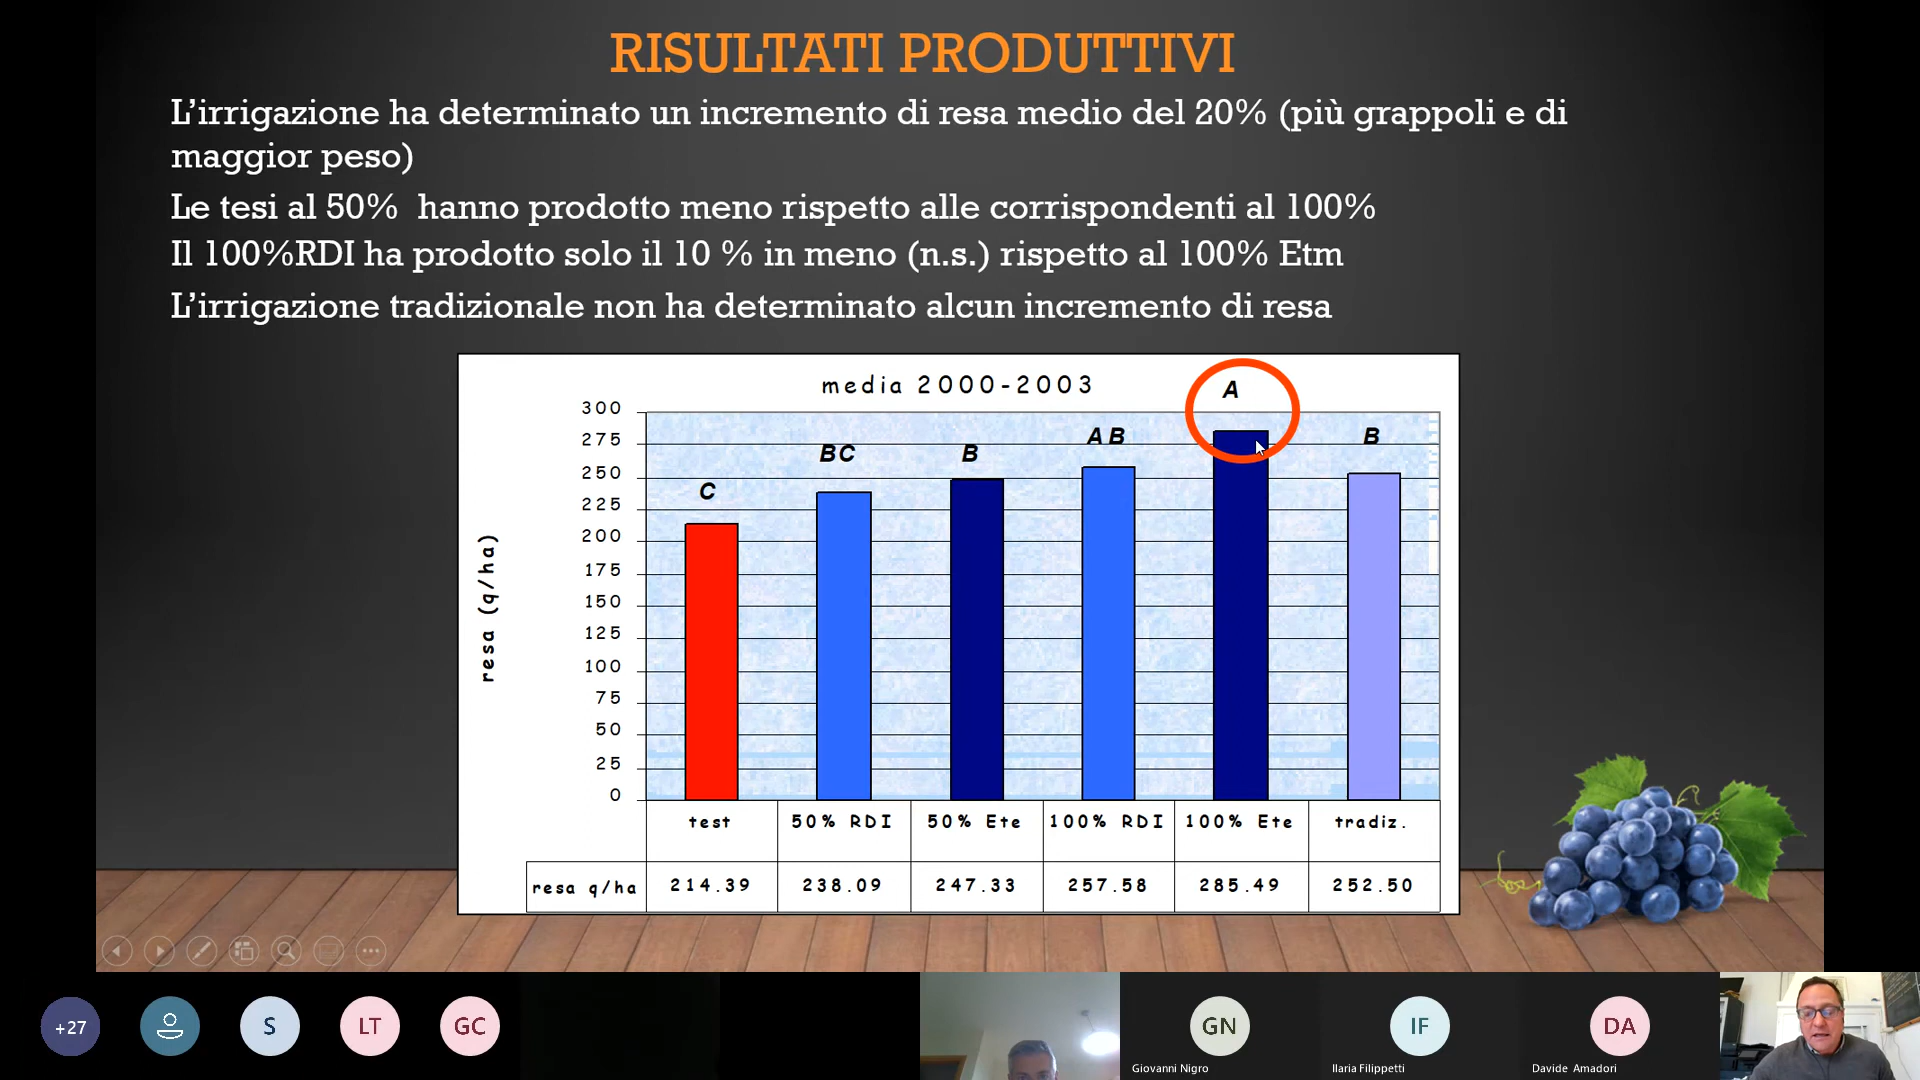 RISULTATI PRODUTTIVI
L'irrigazione ha determinato un incremento di resa medio del 20% (più grappoli e di
maggior peso)
Le tesi al 50% hanno prodotto meno rispetto alle corrispondenti al 100%
Il 100%RDI ha prodotto solo il 10 % in meno (n.s.) rispetto al 100% Etm
L'irrigazione tradizionale non ha determinato alcun incremento di resa
media 2000-2003
resa (q/ha)
300
275
250
225
200
175
150
125
100
75
50
25
0
C
BC
B
AB
A
B
test 50% RDI 50% Ete 100% RDI 100% Ete tradiz.
resa q/ha 214.39 238.09 247.33 257.58 285.49 252.50
+27 S LT GC GN IF DA
Giovanni Nigro Ilaria Filippetti Davide Amadori